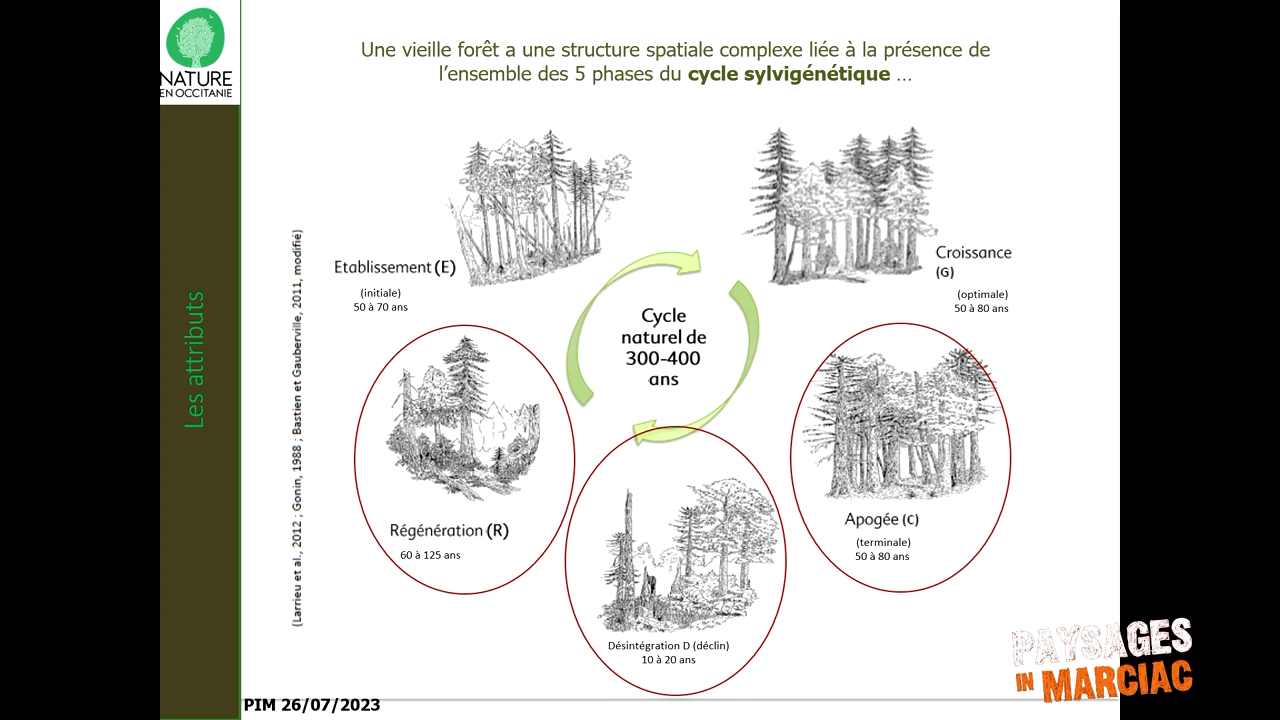 NATURE
EN OCCITANIE
Une vieille forêt a une structure spatiale complexe liée à la présence de
l’ensemble des 5 phases du cycle sylvigénétique …
Les attributs
(Larrieu et al., 2012 ; Gonin, 1988 ; Bastien et Gauberville, 2011, modifié)
Etablissement (E)
(initiale)
50 à 70 ans
Croissance
(G)
(optimale)
50 à 80 ans
Cycle
naturel de
300-400
ans
Régénération (R)
60 à 125 ans
Apogée (C)
(terminale)
50 à 80 ans
Désintégration D (déclin)
10 à 20 ans
PAYSAGES
IN MARCIAC
PIM 26/07/2023